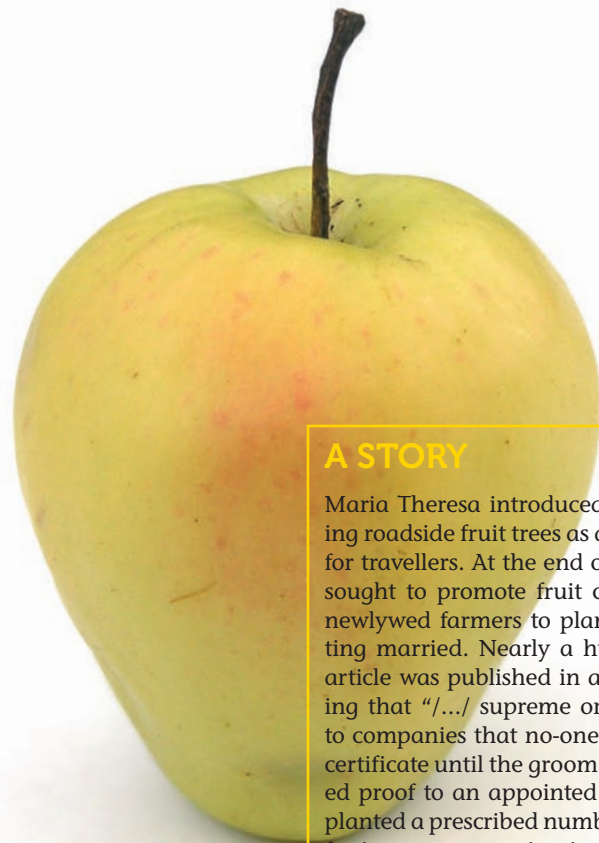 A STORY
Maria Theresa introduced
ing roadside fruit trees as
for travellers. At the end
sought to promote fruit
newlywed farmers to
ting married. Nearly a
article was published in
ing that “/.../ supreme
to companies that no-one
certificate until the groom
ed proof to an appointed
planted a prescribed